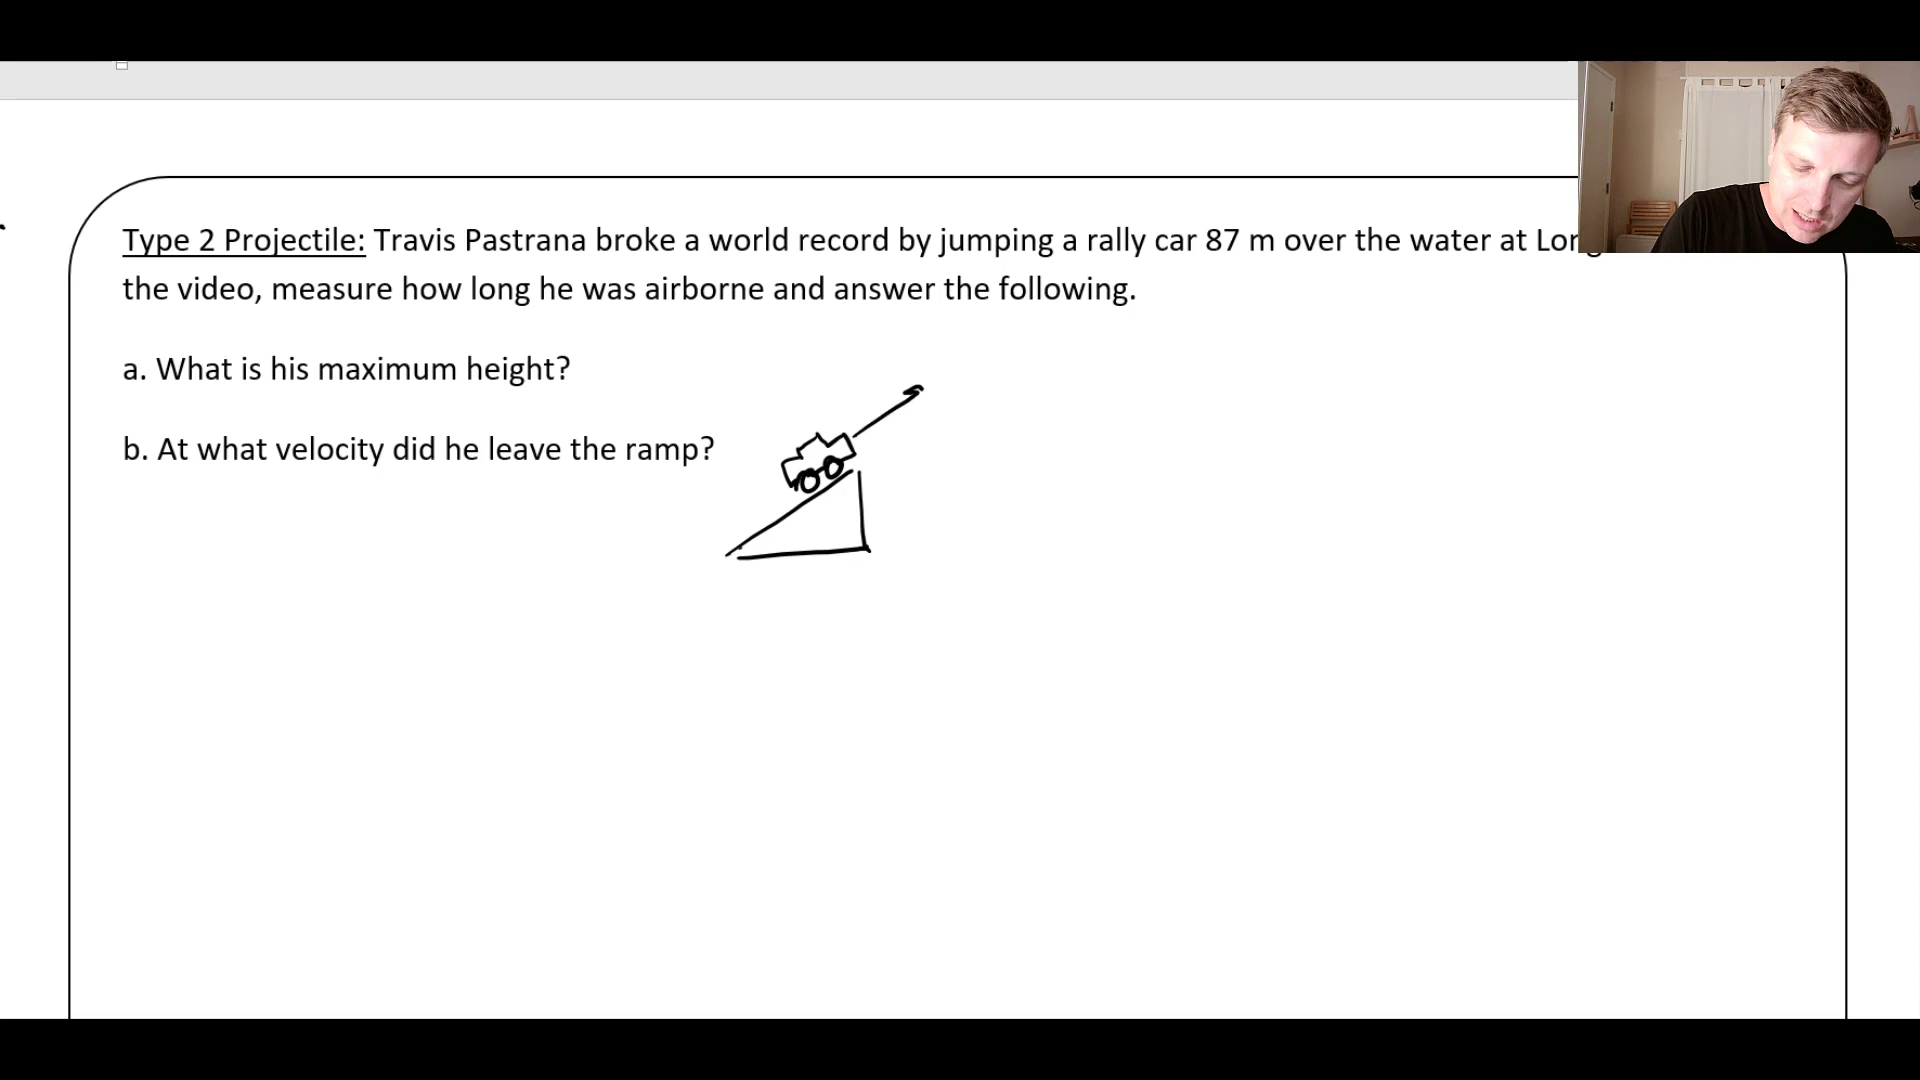 Type 2 Projectile: Travis Pastrana broke a world record by jumping a rally car 87 m over the water at
the video, measure how long he was airborne and answer the following.
a. What is his maximum height?
b. At what velocity did he leave the ramp?